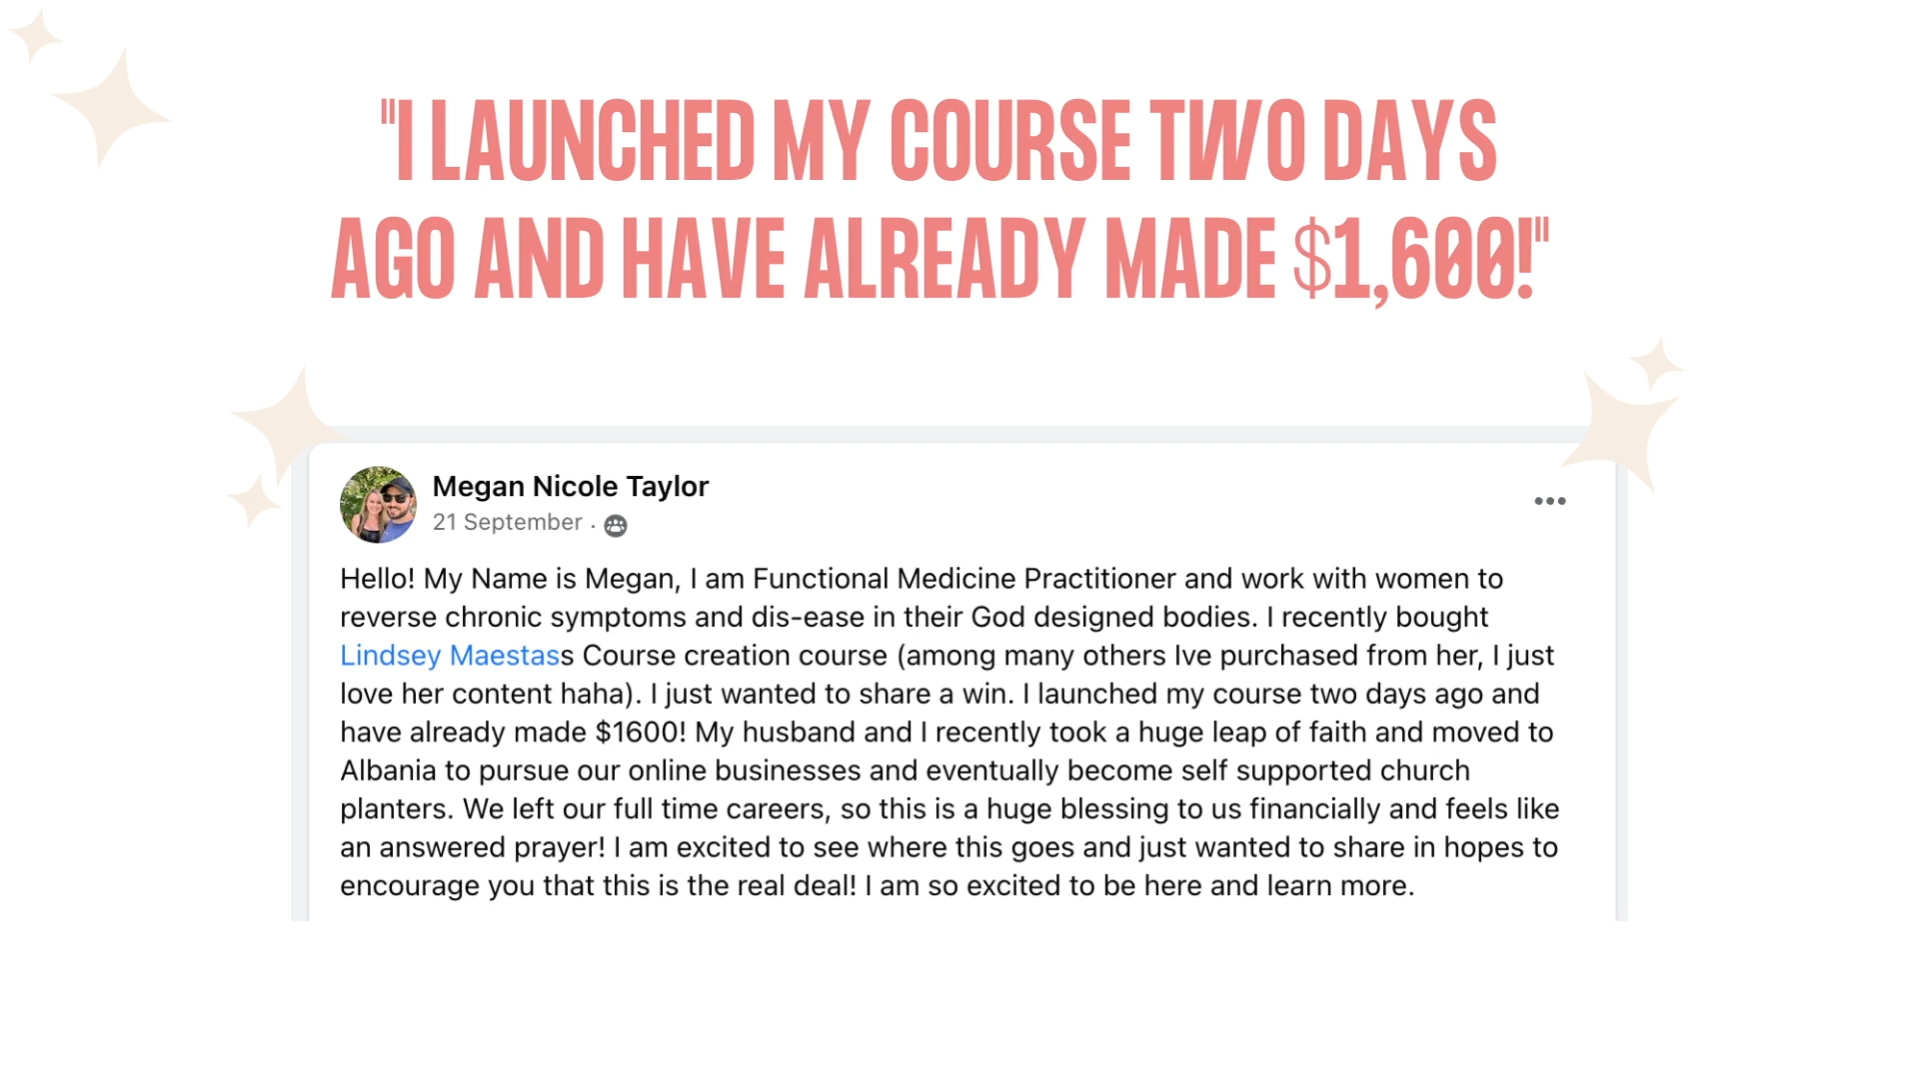 "I LAUNCHED MY COURSE TWO DAYS
AGO AND HAVE ALREADY MADE $1,600!"
Megan Nicole Taylor
21 September ·
Hello! My Name is Megan, I am Functional Medicine Practitioner and work with women to
reverse chronic symptoms and dis-ease in their God designed bodies. I recently bought
Lindsey Maestass Course creation course (among many others Ive purchased from her, I just
love her content haha). I just wanted to share a win. I launched my course two days ago and
have already made $1600! My husband and I recently took a huge leap of faith and moved to
Albania to pursue our online businesses and eventually become self supported church
planters. We left our full time careers, so this is a huge blessing to us financially and feels like
an answered prayer! I am excited to see where this goes and just wanted to share in hopes to
encourage you that this is the real deal! I am so excited to be here and learn more.